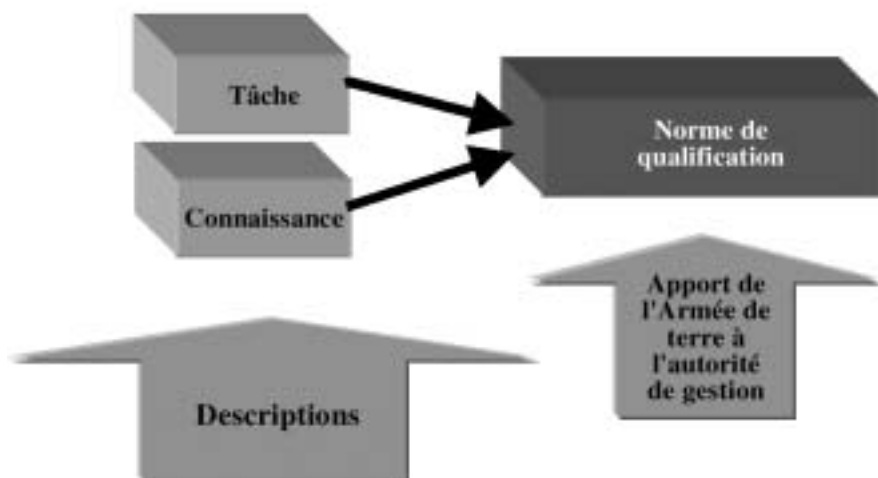 Tâche
Connaissance
Norme de
qualification
Descriptions
Apport de
l'Armée de
terre à
l'autorité
de gestion